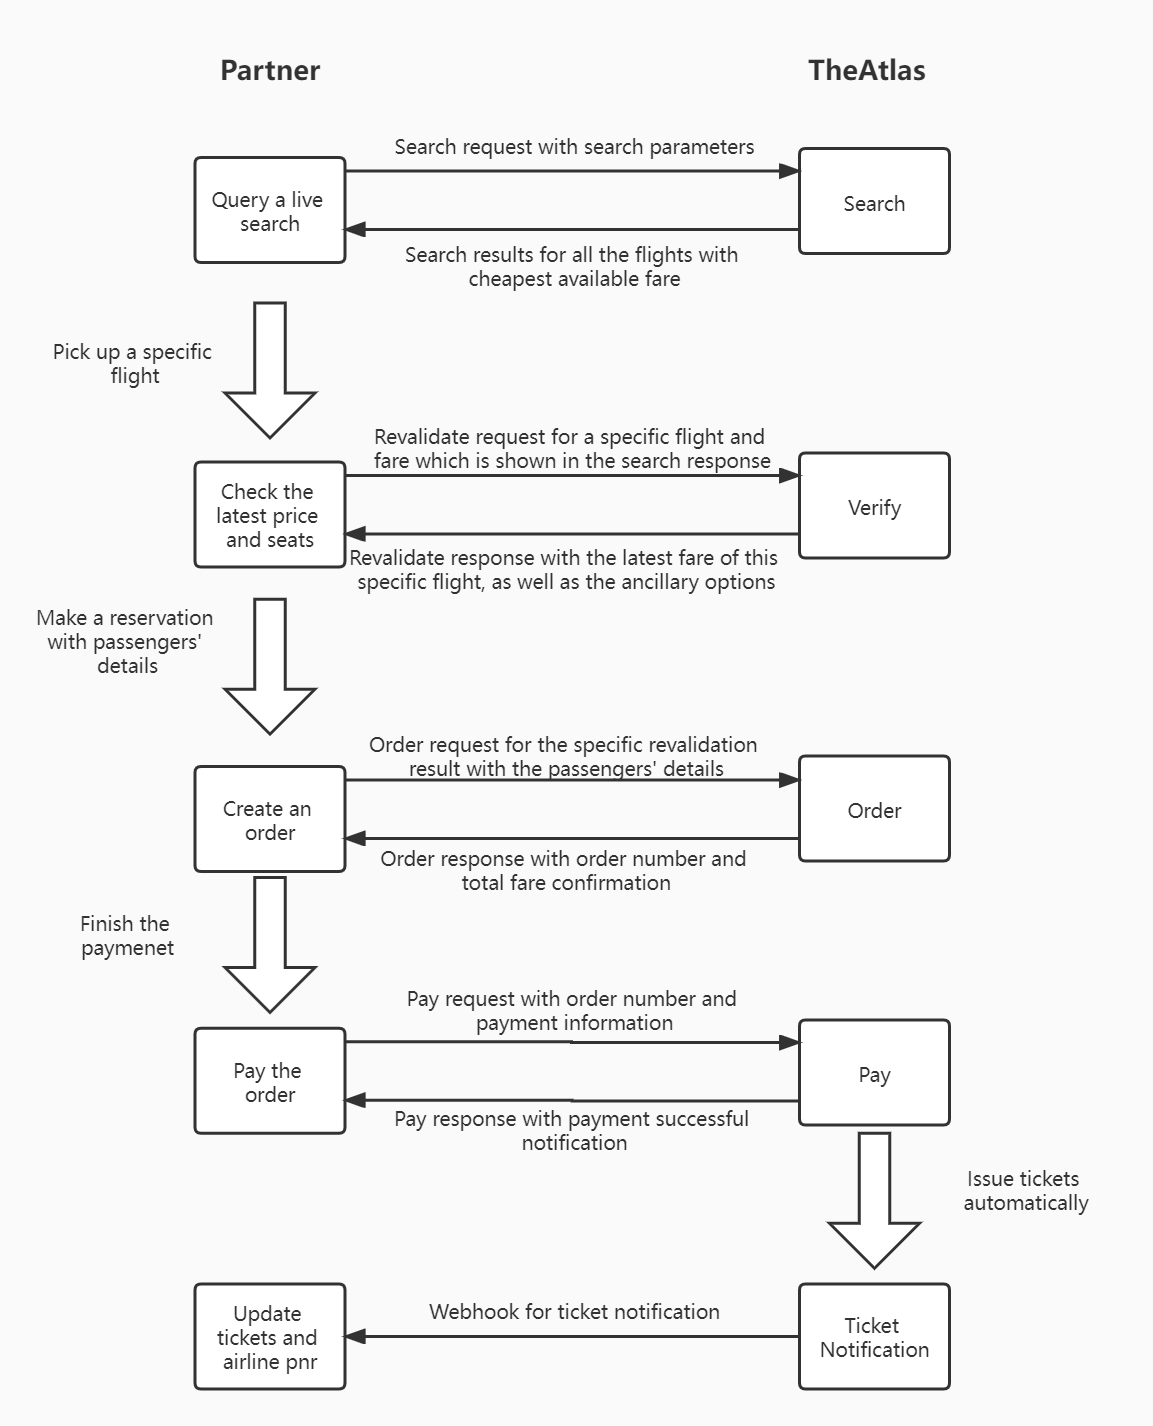 Partner
TheAtlas
Search request with search parameters
Query a live
search
Search
Search results for all the flights with
cheapest available fare
Pick up a specific
flight
Revalidate request for a specific flight and
fare which is shown in the search response
Check the
latest price
and seats
Verify
Revalidate response with the latest fare of this
specific flight, as well as the ancillary options
Make a reservation
with passengers'
details
Order request for the specific revalidation
result with the passengers' details
Create an
order
Order
Order response with order number and
total fare confirmation
Finish the
paymenet
Pay request with order number and
payment information
Pay the
order
Pay
Pay response with payment successful
notification
Issue tickets
automatically
Webhook for ticket notification
Update
tickets and
airline pnr
Ticket
Notification